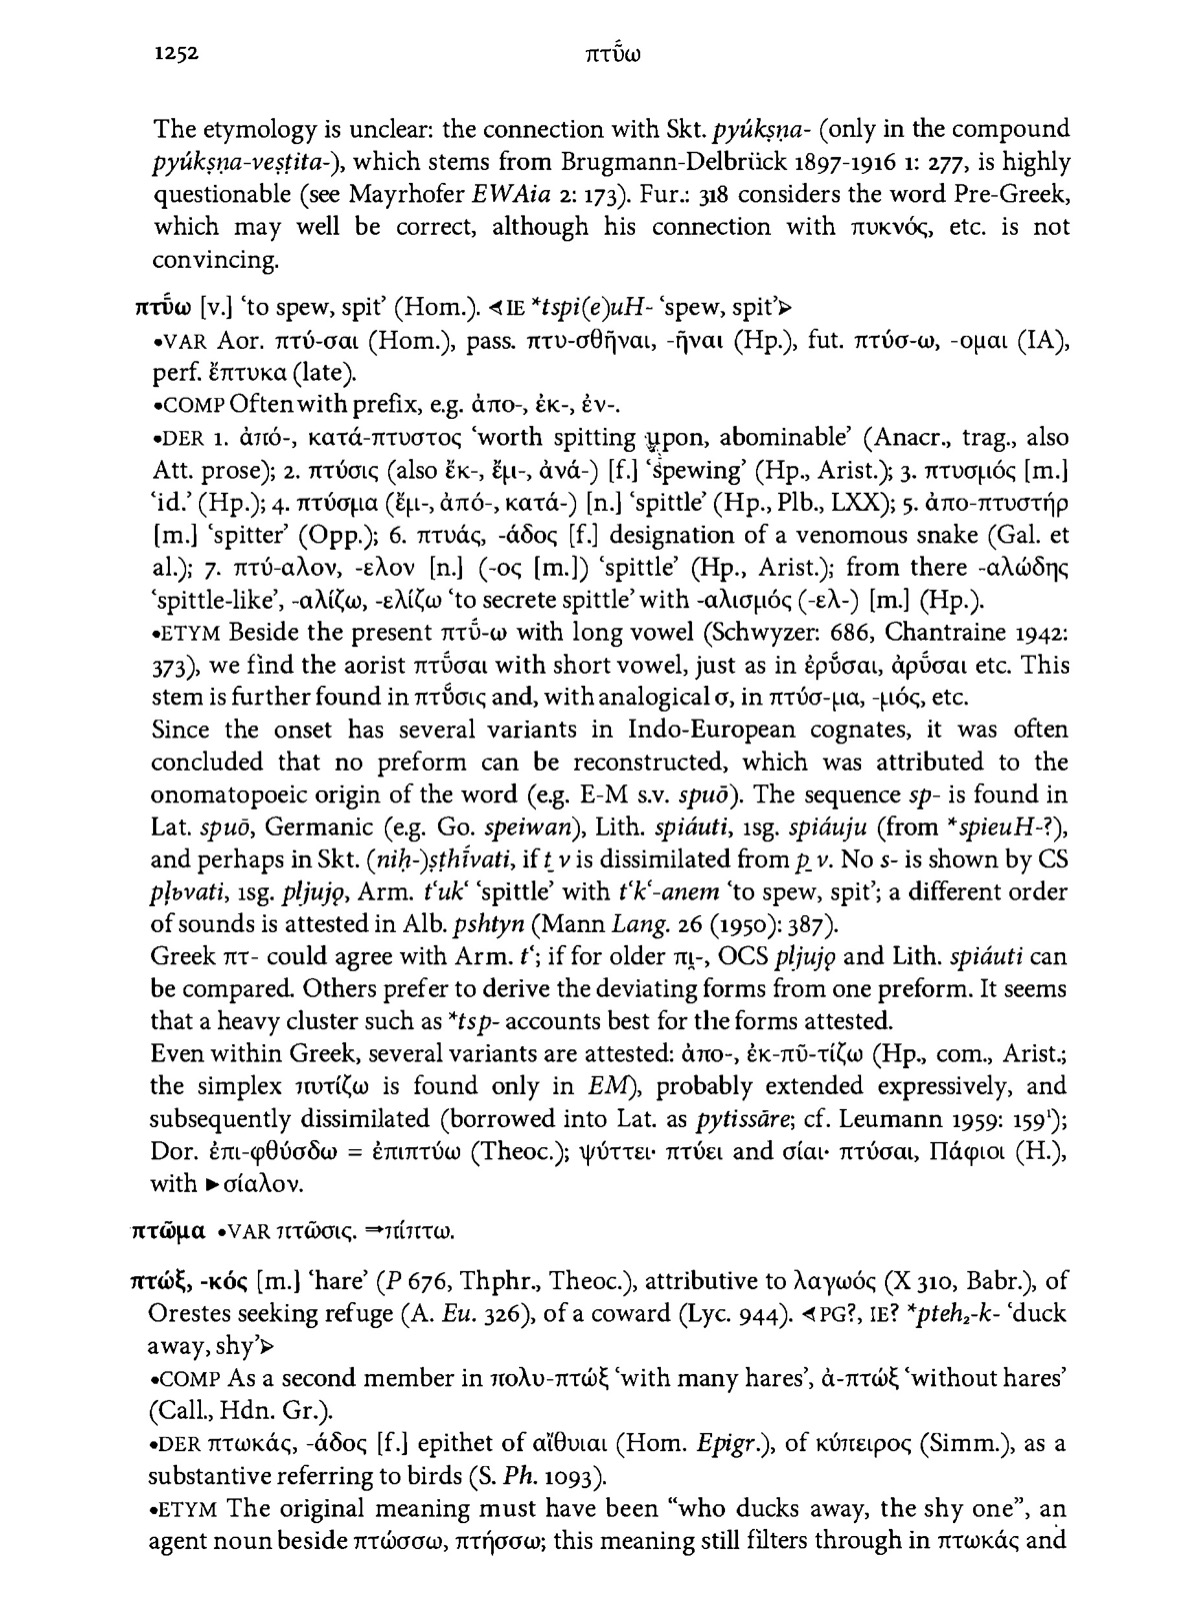 1252
πτῡ́ω
The etymology is unclear: the connection with Skt. pyúkṣṇa- (only in the compound
pyúkṣṇa-veṣṭita-), which stems from Brugmann-Delbrück 1897-1916 1: 277, is highly
questionable (see Mayrhofer EWAia 2: 173). Fur.: 318 considers the word Pre-Greek,
which may well be correct, although his connection with πυκνός, etc. is not
convincing.
πτῡ́ω [v.] ‘to spew, spit’ (Hom.). ⋖IE *tspi(e)uH- ‘spew, spit’⋗
•VAR Aor. πτύ-σαι (Hom.), pass. πτυ-σθῆναι, -ῆναι (Hp.), fut. πτύσ-ω, -ομαι (IA),
perf. ἔπτυκα (late).
•COMP Often with prefix, e.g. ἀπο-, ἐκ-, ἐν-.
•DER 1. ἀπό-, κατά-πτυστος ‘worth spitting upon, abominable’ (Anacr., trag., also
Att. prose); 2. πτύσις (also ἔκ-, ἔμ-, ἀνά-) [f.] ‘spewing’ (Hp., Arist.); 3. πτυσμός [m.]
‘id.’ (Hp.); 4. πτύσμα (ἔμ-, ἀπό-, κατά-) [n.] ‘spittle’ (Hp., Plb., LXX); 5. ἀπο-πτυστήρ
[m.] ‘spitter’ (Opp.); 6. πτυάς, -άδος [f.] designation of a venomous snake (Gal. et
al.); 7. πτύ-αλον, -ελον [n.] (-ος [m.]) ‘spittle’ (Hp., Arist.); from there -αλώδης
‘spittle-like’, -αλίζω, -ελίζω ‘to secrete spittle’ with -αλισμός (-ελ-) [m.] (Hp.).
•ETYM Beside the present πτῡ́-ω with long vowel (Schwyzer: 686, Chantraine 1942:
373), we find the aorist πτῠ́σαι with short vowel, just as in ἐρῠ́σαι, ἀρῠ́σαι etc. This
stem is further found in πτῠ́σις and, with analogical σ, in πτύσ-μα, -μός, etc.
Since the onset has several variants in Indo-European cognates, it was often
concluded that no preform can be reconstructed, which was attributed to the
onomatopoeic origin of the word (e.g. E-M s.v. spuō). The sequence sp- is found in
Lat. spuō, Germanic (e.g. Go. speiwan), Lith. spiáuti, 1sg. spiáuju (from *spieuH-?),
and perhaps in Skt. (niḥ-)ṣṭhī́vati, if t_v is dissimilated from p_v. No s- is shown by CS
pļьvati, 1sg. pljujǫ, Arm. t‘uk‘ ‘spittle’ with t‘k‘-anem ‘to spew, spit’; a different order
of sounds is attested in Alb. pshtyn (Mann Lang. 26 (1950): 387).
Greek πτ- could agree with Arm. t‘; if for older πι̯-, OCS pljujǫ and Lith. spiáuti can
be compared. Others prefer to derive the deviating forms from one preform. It seems
that a heavy cluster such as *tsp- accounts best for the forms attested.
Even within Greek, several variants are attested: ἀπο-, ἐκ-πῡ-τίζω (Hp., com., Arist.;
the simplex πυτίζω is found only in EM), probably extended expressively, and
subsequently dissimilated (borrowed into Lat. as pytissāre; cf. Leumann 1959: 159¹);
Dor. ἐπι-φθύσδω = ἐπιπτύω (Theoc.); ψύττει· πτύει and σίαι· πτύσαι, Πάφιοι (H.),
with ►σίαλον.
πτῶμα •VAR πτῶσις. ⇒πίπτω.
πτώξ, -κός [m.] ‘hare’ (P 676, Thphr., Theoc.), attributive to λαγωός (X 310, Babr.), of
Orestes seeking refuge (A. Eu. 326), of a coward (Lyc. 944). ⋖PG?, IE? *pteh₂-k- ‘duck
away, shy’⋗
•COMP As a second member in πολυ-πτώξ ‘with many hares’, ἀ-πτώξ ‘without hares’
(Call., Hdn. Gr.).
•DER πτωκάς, -άδος [f.] epithet of αἴθυιαι (Hom. Epigr.), of κύπειρος (Simm.), as a
substantive referring to birds (S. Ph. 1093).
•ETYM The original meaning must have been “who ducks away, the shy one”, an
agent noun beside πτώσσω, πτήσσω; this meaning still filters through in πτωκάς and